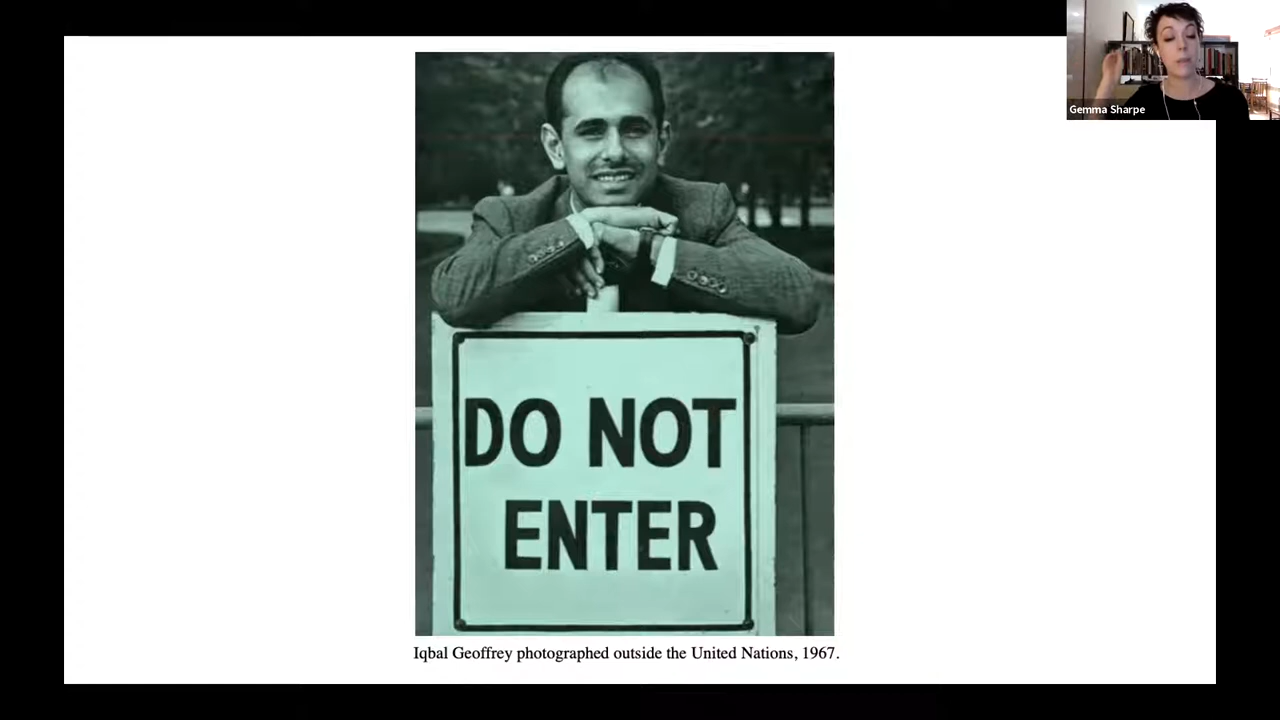 Gemma Sharpe
DO NOT
ENTER
Iqbal Geoffrey photographed outside the United Nations, 1967.